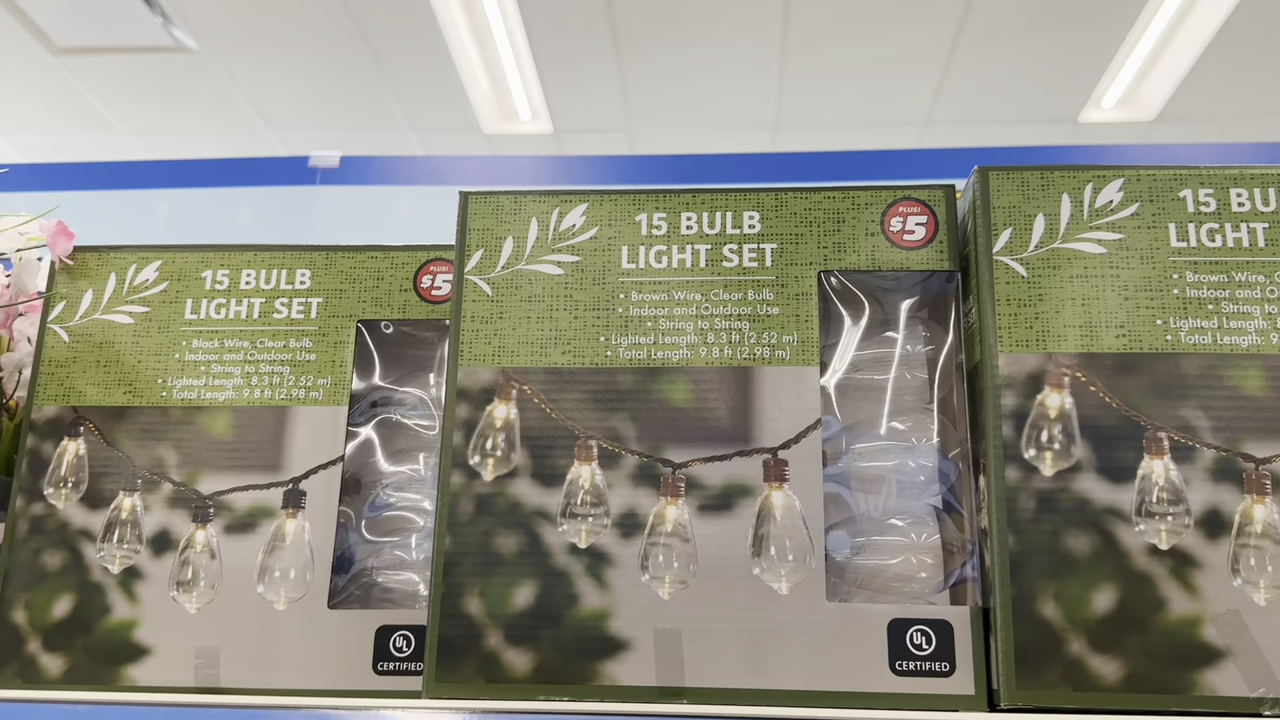 15 BULB
LIGHT SET
• Black Wire, Clear Bulb
• Indoor and Outdoor Use
• String to String
• Lighted Length: 8.3 ft (2.52 m)
• Total Length: 9.8 ft (2.98 m)
PLUS!
$5
UL
CERTIFIED
15 BULB
LIGHT SET
• Brown Wire, Clear Bulb
• Indoor and Outdoor Use
• String to String
• Lighted Length: 8.3 ft (2.52 m)
• Total Length: 9.8 ft (2.98 m)
PLUS!
$5
UL
CERTIFIED
15 BU
LIGHT
• Brown Wire,
• Indoor and O
• String to
• Lighted Length:
• Total Length: 9